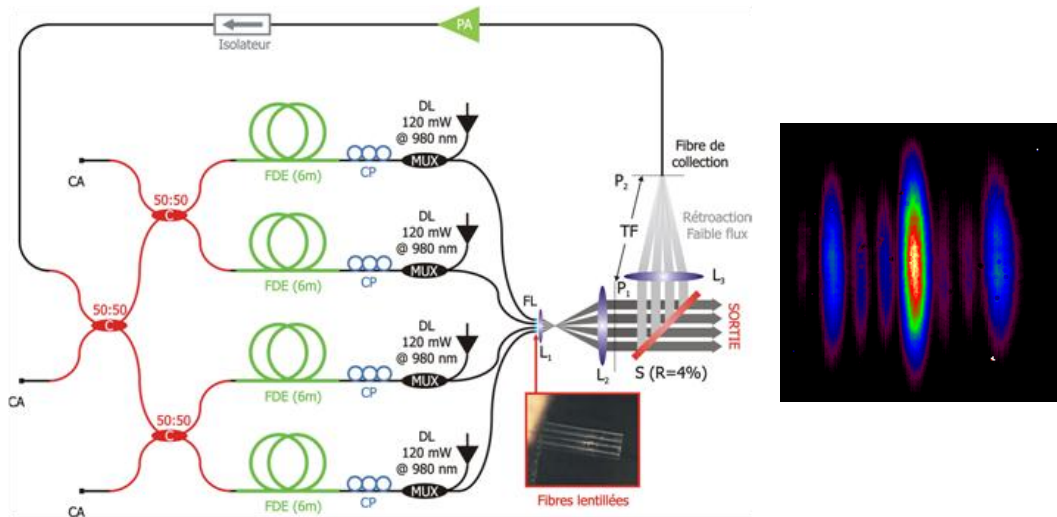 Isolateur
PA
DL
120 mW
@ 980 nm
MUX
CP
FDE (6m)
50:50
C
CA
DL
120 mW
@ 980 nm
MUX
CP
FDE (6m)
50:50
C
CA
DL
120 mW
@ 980 nm
MUX
CP
FDE (6m)
50:50
C
CA
DL
120 mW
@ 980 nm
MUX
CP
FDE (6m)
Fibre de
collection
P2
TF
Rétroaction
Faible flux
P1
L3
FL
L1
L2
S (R=4%)
SORTIE
Fibres lentillées